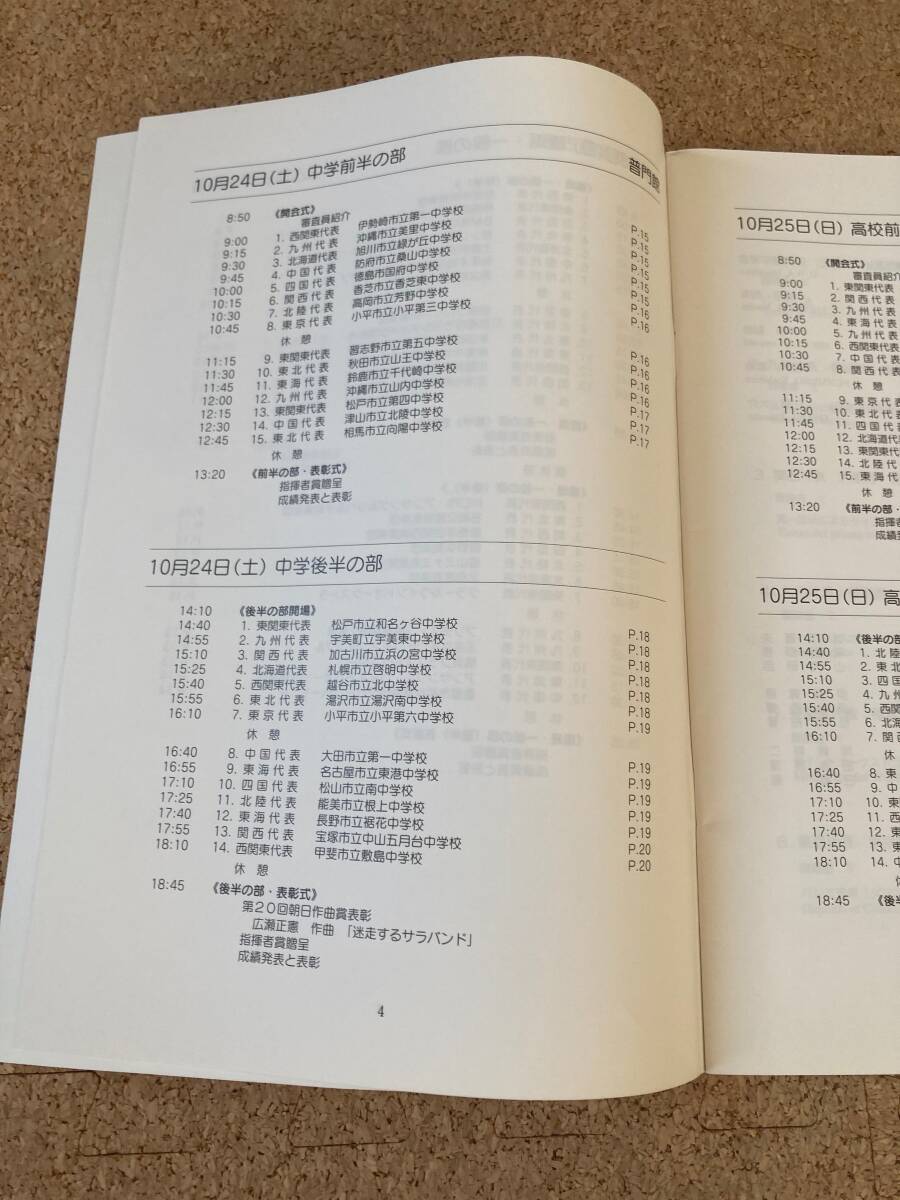 10月24日(土) 中学前半の部 普門館
8:50 《開会式》
審査員紹介
9:00 1. 西関東代表 伊勢崎市立第一中学校 P.15
9:15 2. 九州代表 沖縄市立美里中学校 P.15
9:30 3. 北海道代表 旭川市立緑が丘中学校 P.15
9:45 4. 中国代表 防府市立桑山中学校 P.15
10:00 5. 四国代表 徳島市国府中学校 P.15
10:15 6. 関西代表 香芝市立香芝東中学校 P.15
10:30 7. 北陸代表 高岡市立芳野中学校 P.16
10:45 8. 東京代表 小平市立小平第三中学校 P.16
休憩
11:15 9. 東関東代表 習志野市立第五中学校 P.16
11:30 10. 東北代表 秋田市立山王中学校 P.16
11:45 11. 東海代表 鈴鹿市立千代崎中学校 P.16
12:00 12. 九州代表 沖縄市立山内中学校 P.16
12:15 13. 東関東代表 松戸市立第四中学校 P.17
12:30 14. 中国代表 津山市立北陵中学校 P.17
12:45 15. 東北代表 相馬市立向陽中学校 P.17
休憩
13:20 《前半の部・表彰式》
指揮者賞贈呈
成績発表と表彰
10月24日(土) 中学後半の部
14:10 《後半の部開場》
14:40 1. 東関東代表 松戸市立和名ヶ谷中学校 P.18
14:55 2. 九州代表 宇美町立宇美東中学校 P.18
15:10 3. 関西代表 加古川市立浜の宮中学校 P.18
15:25 4. 北海道代表 札幌市立啓明中学校 P.18
15:40 5. 西関東代表 越谷市立北中学校 P.18
15:55 6. 東北代表 湯沢市立湯沢南中学校 P.18
16:10 7. 東京代表 小平市立小平第六中学校 P.19
休憩
16:40 8. 中国代表 大田市立第一中学校 P.19
16:55 9. 東海代表 名古屋市立東港中学校 P.19
17:10 10. 四国代表 松山市立南中学校 P.19
17:25 11. 北陸代表 能美市立根上中学校 P.19
17:40 12. 東海代表 長野市立裾花中学校 P.19
17:55 13. 関西代表 宝塚市立中山五月台中学校 P.20
18:10 14. 西関東代表 甲斐市立敷島中学校 P.20
休憩
18:45 《後半の部・表彰式》
第20回朝日作曲賞表彰
広瀬正憲 作曲 「迷走するサラバンド」
指揮者賞贈呈
成績発表と表彰
4
10月25日(日) 高校前
8:50 《開会式》
審査員紹介
9:00 1. 東関東代表
9:15 2. 関西代表
9:30 3. 九州代表
9:45 4. 東海代表
10:00 5. 九州代表
10:15 6. 西関東代表
10:30 7. 中国代表
10:45 8. 関西代表
休憩
11:15 9. 東京代表
11:30 10. 東北代表
11:45 11. 四国代表
12:00 12. 北海道代
12:15 13. 東関東代
12:30 14. 北陸代
12:45 15. 東海代
休憩
13:20 《前半の部・
指揮者
成績
10月25日(日) 高
14:10 《後半の
14:40 1. 北陸
14:55 2. 東北
15:10 3. 四国
15:25 4. 九州
15:40 5. 西関
15:55 6. 北海
16:10 7. 関西
休
16:40 8. 東
16:55 9. 中
17:10 10. 東
17:25 11. 西
17:40 12. 東
17:55 13. 東
18:10 14. 中
18:45 《後半